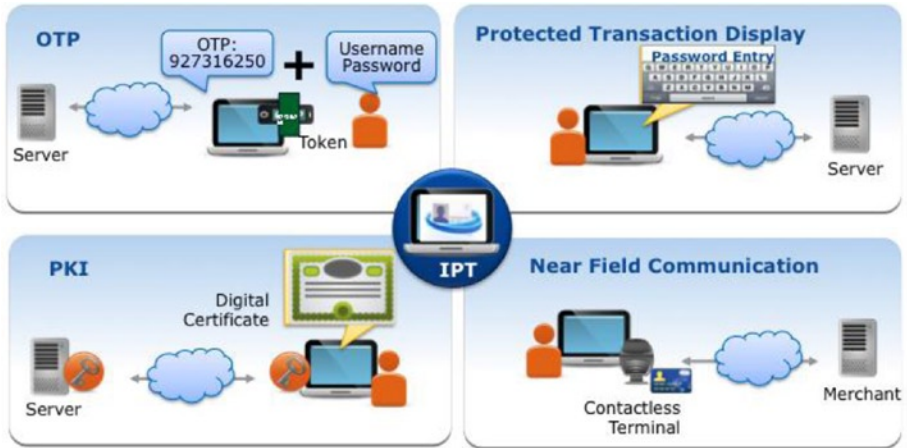 OTP
OTP:
927316250
+
Username
Password
Server
Token
Protected Transaction Display
Password Entry
Server
IPT
PKI
Digital
Certificate
Server
Near Field Communication
Contactless
Terminal
Merchant